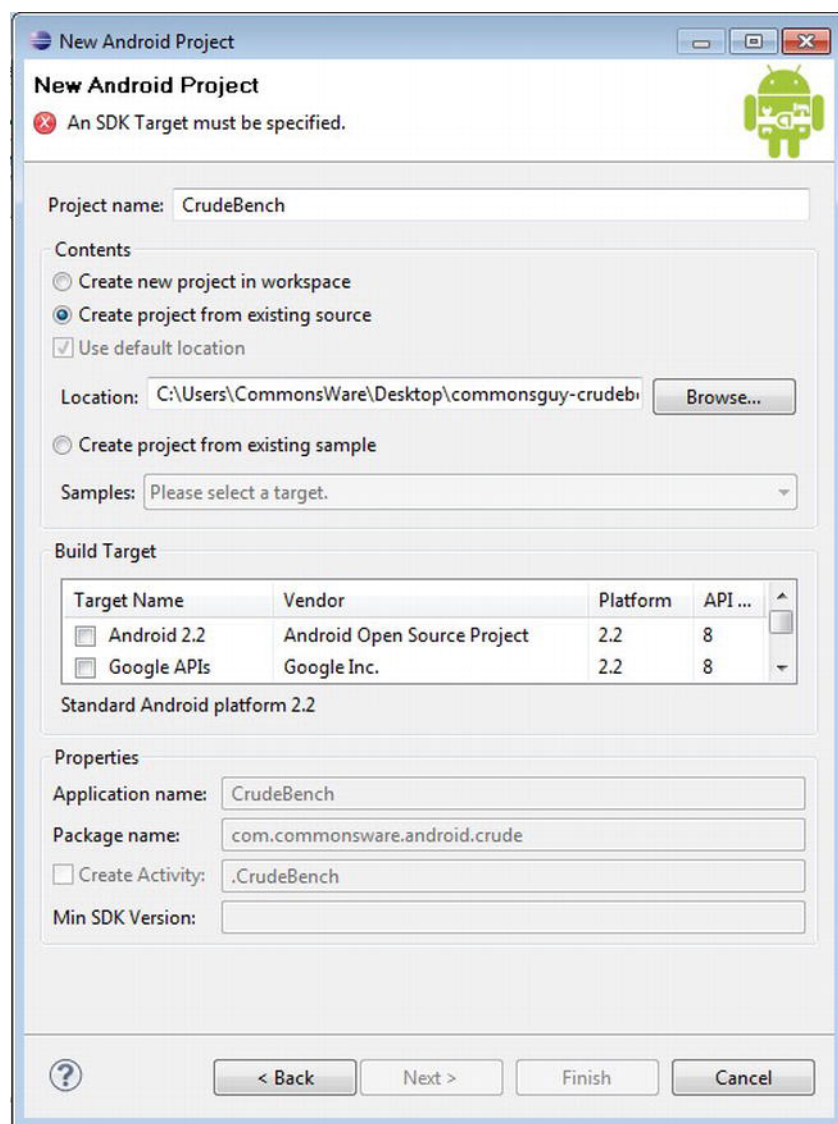 New Android Project
New Android Project
An SDK Target must be specified.
Project name: CrudeBench
Contents
Create new project in workspace
Create project from existing source
Use default location
Location: C:\Users\CommonsWare\Desktop\commonsguy-crudeb
Browse...
Create project from existing sample
Samples: Please select a target.
Build Target
Target Name Vendor Platform API ...
Android 2.2 Android Open Source Project 2.2 8
Google APIs Google Inc. 2.2 8
Standard Android platform 2.2
Properties
Application name: CrudeBench
Package name: com.commonsware.android.crude
Create Activity: .CrudeBench
Min SDK Version:
? < Back Next > Finish Cancel